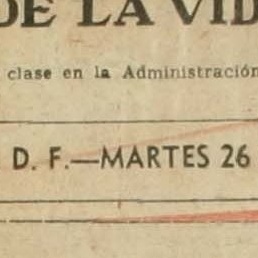 DE LA VID
clase en la Administración
D. F.—MARTES 26